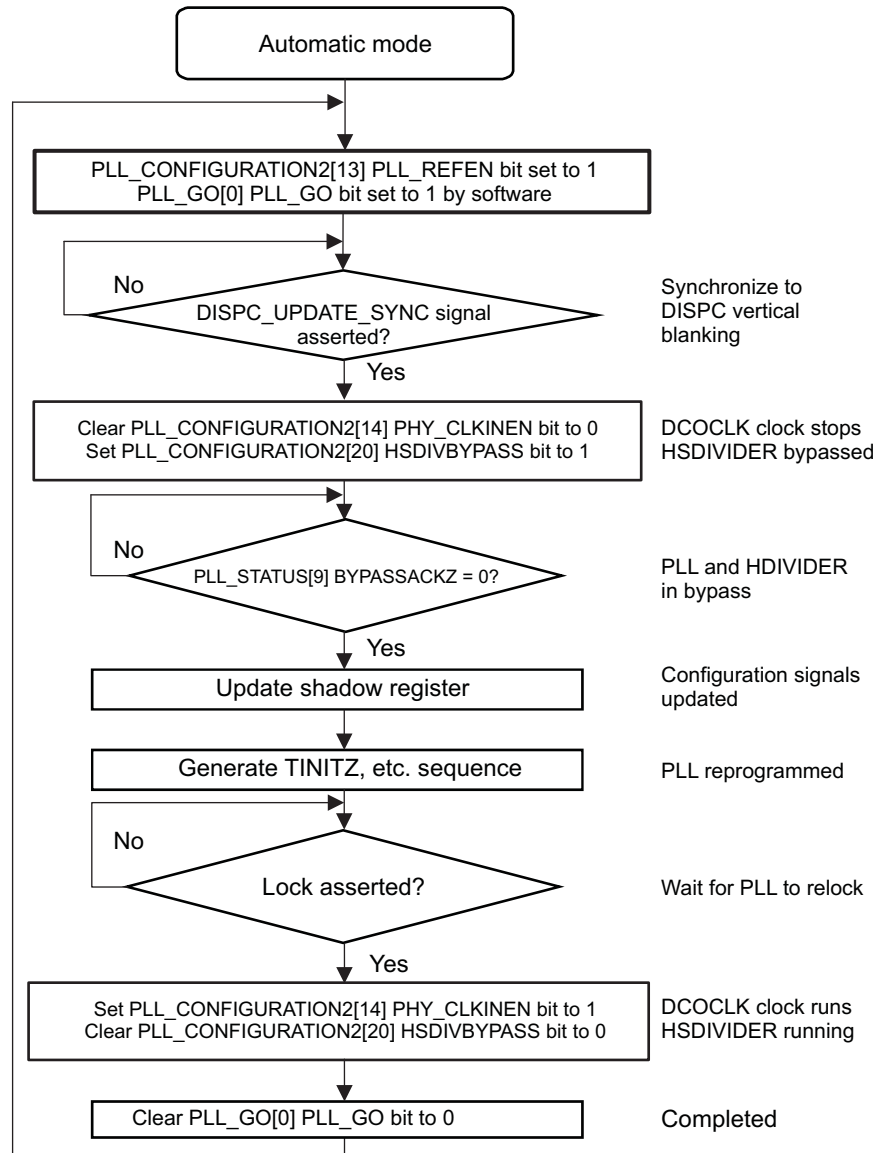 Automatic mode
PLL_CONFIGURATION2[13] PLL_REFEN bit set to 1
PLL_GO[0] PLL_GO bit set to 1 by software
No
DISPC_UPDATE_SYNC signal
asserted?
Synchronize to
DISPC vertical
blanking
Yes
Clear PLL_CONFIGURATION2[14] PHY_CLKINEN bit to 0
Set PLL_CONFIGURATION2[20] HSDIVBYPASS bit to 1
DCOCLK clock stops
HSDIVIDER bypassed
No
PLL_STATUS[9] BYPASSACKZ = 0?
PLL and HDIVIDER
in bypass
Yes
Update shadow register
Configuration signals
updated
Generate TINITZ, etc. sequence
PLL reprogrammed
No
Lock asserted?
Wait for PLL to relock
Yes
Set PLL_CONFIGURATION2[14] PHY_CLKINEN bit to 1
Clear PLL_CONFIGURATION2[20] HSDIVBYPASS bit to 0
DCOCLK clock runs
HSDIVIDER running
Clear PLL_GO[0] PLL_GO bit to 0
Completed